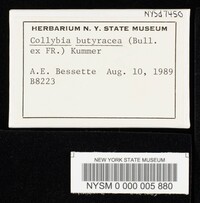 NYSd7450
HERBARIUM N. Y. STATE MUSEUM
Collybia butyracea (Bull.
ex FR.) Kummer
A.E. Bessette Aug. 10, 1989
B8223
NEW YORK STATE MUSEUM
NYSM 0 000 005 880